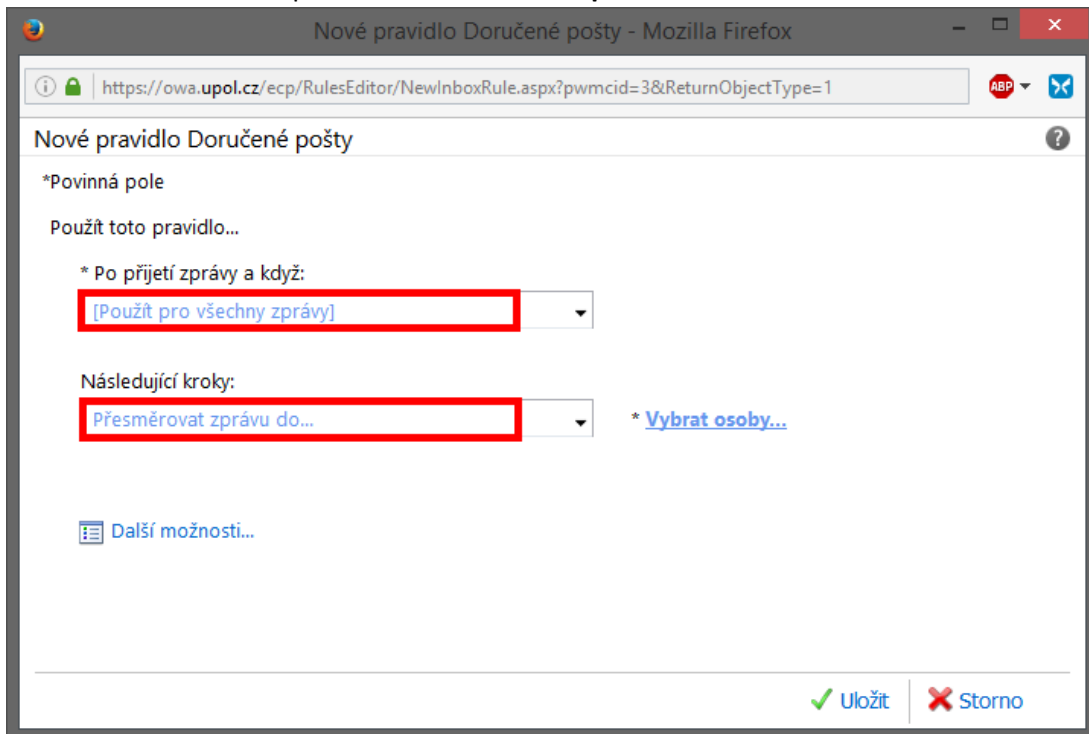 Nové pravidlo Doručené pošty - Mozilla Firefox
https://owa.upol.cz/ecp/RulesEditor/NewInboxRule.aspx?pwmcid=3&ReturnObjectType=1
ABP
Nové pravidlo Doručené pošty
*Povinná pole
Použít toto pravidlo...
* Po přijetí zprávy a když:
[Použít pro všechny zprávy]
Následující kroky:
Přesměrovat zprávu do...
* Vybrat osoby...
Další možnosti...
Uložit
Storno